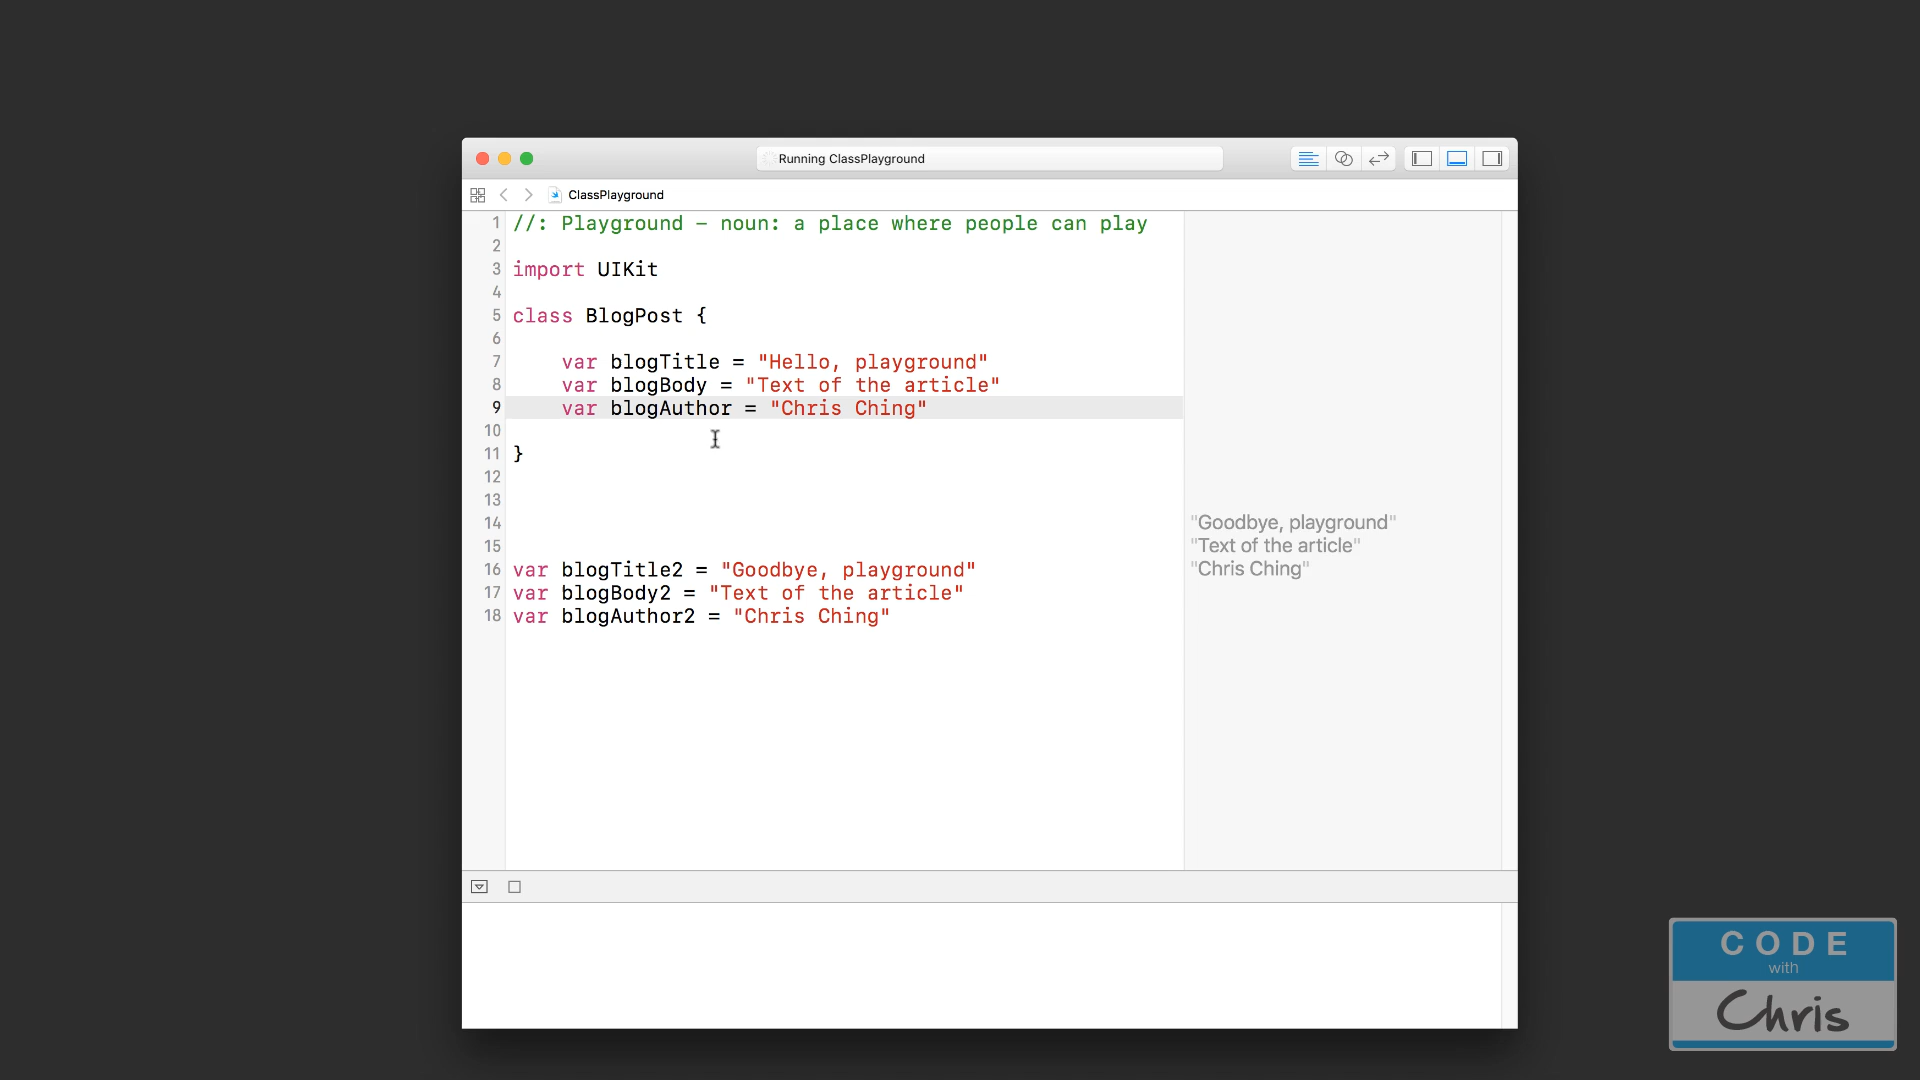 Running ClassPlayground
ClassPlayground
1 //: Playground – noun: a place where people can play
2
3 import UIKit
4
5 class BlogPost {
6
7 var blogTitle = "Hello, playground"
8 var blogBody = "Text of the article"
9 var blogAuthor = "Chris Ching"
10
11 }
12
13
14 "Goodbye, playground"
15 "Text of the article"
16 var blogTitle2 = "Goodbye, playground" "Chris Ching"
17 var blogBody2 = "Text of the article"
18 var blogAuthor2 = "Chris Ching"
CODE
with
Chris